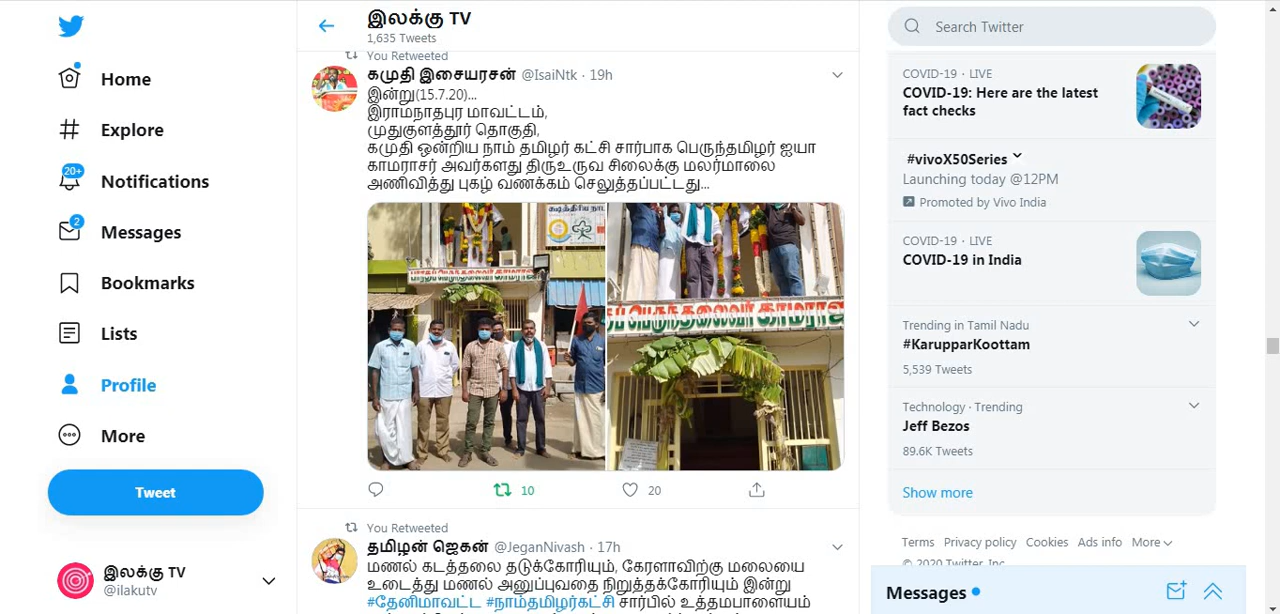 இலக்கு TV
1,635 Tweets
Search Twitter
Home
Explore
20+
Notifications
2
Messages
Bookmarks
Lists
Profile
More
Tweet
இலக்கு TV
@ilakutv
You Retweeted
கமுதி இசையரசன் @IsaiNtk · 19h
இன்று(15.7.20)...
இராமநாதபுர மாவட்டம்,
முதுகுளத்தூர் தொகுதி,
கமுதி ஒன்றிய நாம் தமிழர் கட்சி சார்பாக பெருந்தமிழர் ஐயா
காமராசர் அவர்களது திருஉருவ சிலைக்கு மலர்மாலை
அணிவித்து புகழ் வணக்கம் செலுத்தப்பட்டது...
பெருந்தலைவர்
10
20
You Retweeted
தமிழன் ஜெகன் @JeganNivash · 17h
மணல் கடத்தலை தடுக்கோரியும், கேரளாவிற்கு மலையை
உடைத்து மணல் அனுப்புவதை நிறுத்தக்கோரியும் இன்று
#தேனிமாவட்ட #நாம்தமிழர்கட்சி சார்பில் உத்தமபாளையம்
COVID-19 · LIVE
COVID-19: Here are the latest
fact checks
#vivoX50Series
Launching today @12PM
Promoted by Vivo India
COVID-19 · LIVE
COVID-19 in India
Trending in Tamil Nadu
#KarupparKoottam
5,539 Tweets
Technology · Trending
Jeff Bezos
89.6K Tweets
Show more
Terms Privacy policy Cookies Ads info More
© 2020 Twitter, Inc.
Messages